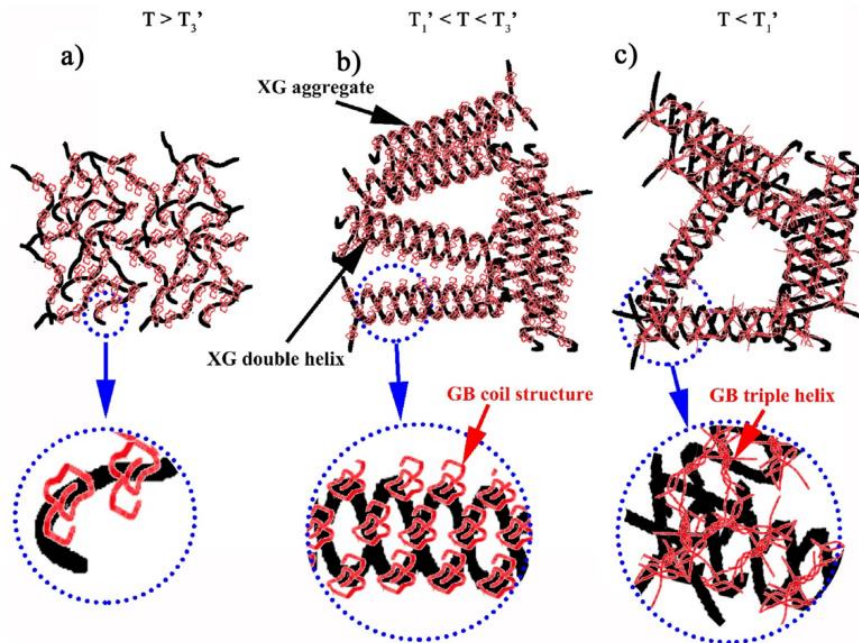 T > T₃’
T₁’ < T < T₃’
T < T₁’
a)
b)
c)
XG aggregate
XG double helix
GB coil structure
GB triple helix